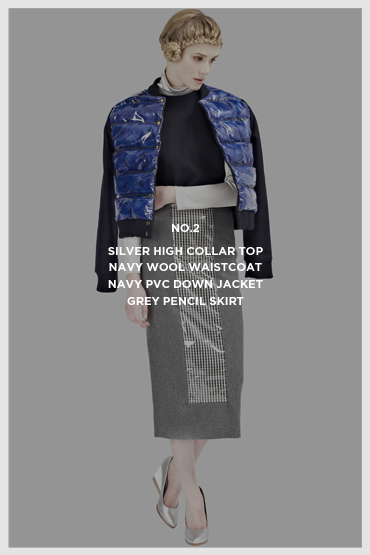 NO.2
SILVER HIGH COLLAR TOP
NAVY WOOL WAISTCOAT
NAVY PVC DOWN JACKET
GREY PENCIL SKIRT